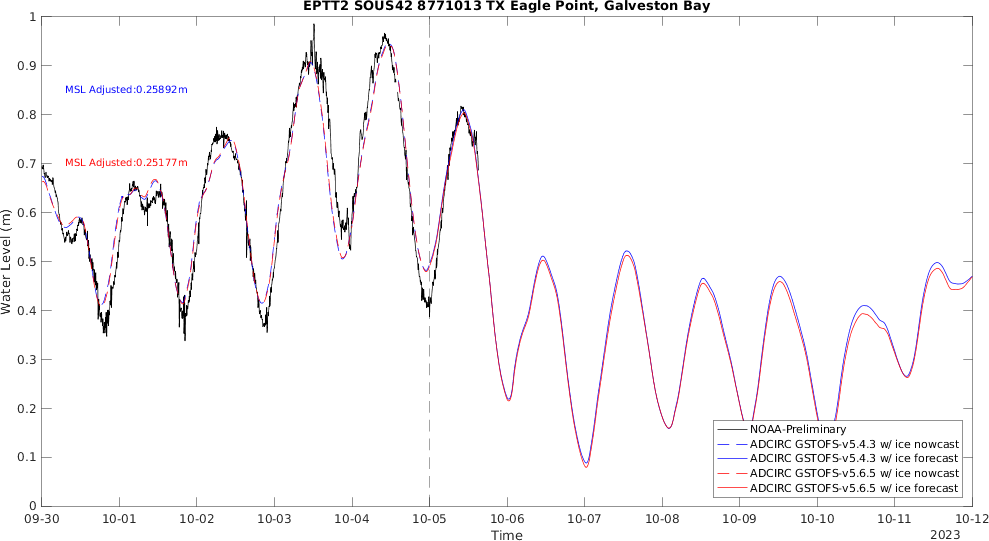 EPTT2 SOUS42 8771013 TX Eagle Point, Galveston Bay
1
0.9
0.8
0.7
0.6
0.5
0.4
0.3
0.2
0.1
0
Water Level (m)
MSL Adjusted:0.25892m
MSL Adjusted:0.25177m
NOAA-Preliminary
ADCIRC GSTOFS-v5.4.3 w/ ice nowcast
ADCIRC GSTOFS-v5.4.3 w/ ice forecast
ADCIRC GSTOFS-v5.6.5 w/ ice nowcast
ADCIRC GSTOFS-v5.6.5 w/ ice forecast
09-30 10-01 10-02 10-03 10-04 10-05 10-06 10-07 10-08 10-09 10-10 10-11 10-12
Time
2023